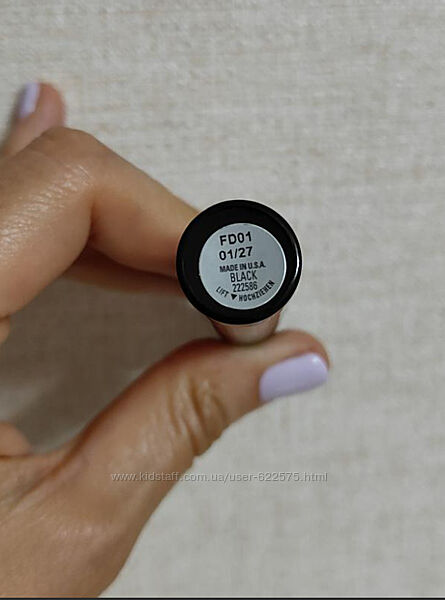 FD01
01/27
MADE IN U.S.A.
BLACK
222586
LIFT ▼ HOCHZIEHEN
www.kidstaff.com.ua/user-622575.html